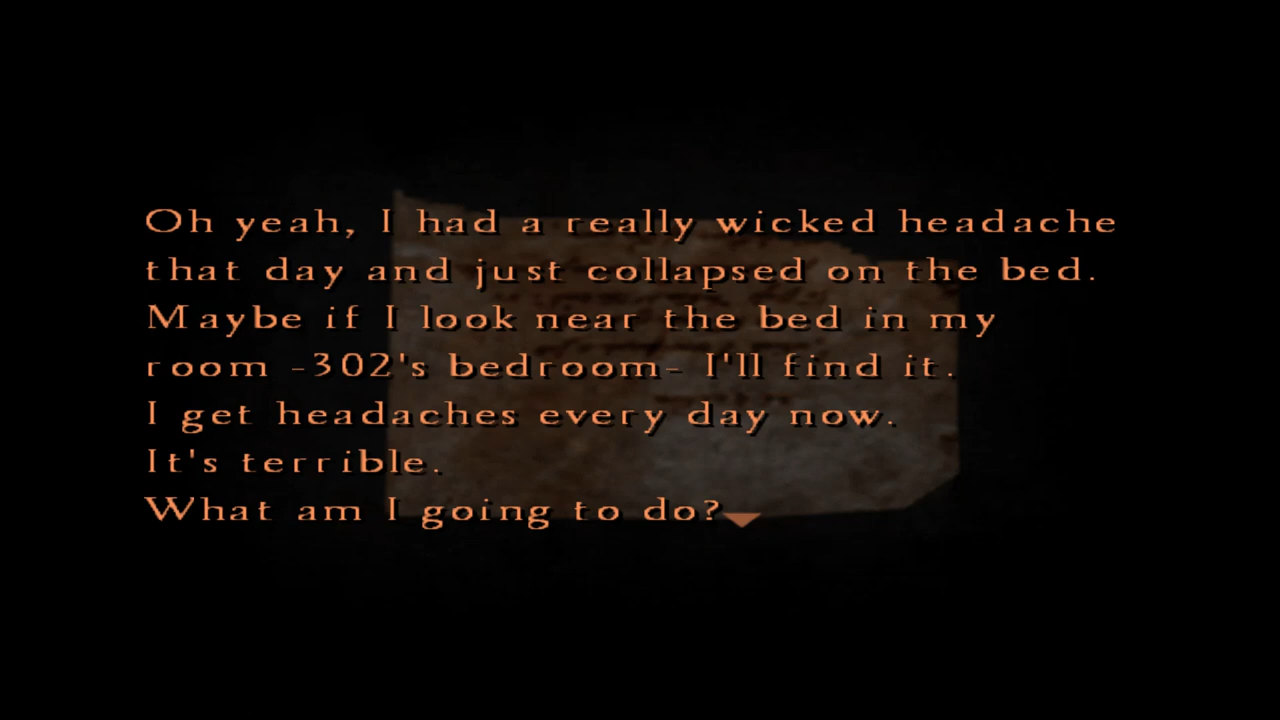 Oh yeah, I had a really wicked headache
that day and just collapsed on the bed.
Maybe if I look near the bed in my
room -302's bedroom- I'll find it.
I get headaches every day now.
It's terrible.
What am I going to do?